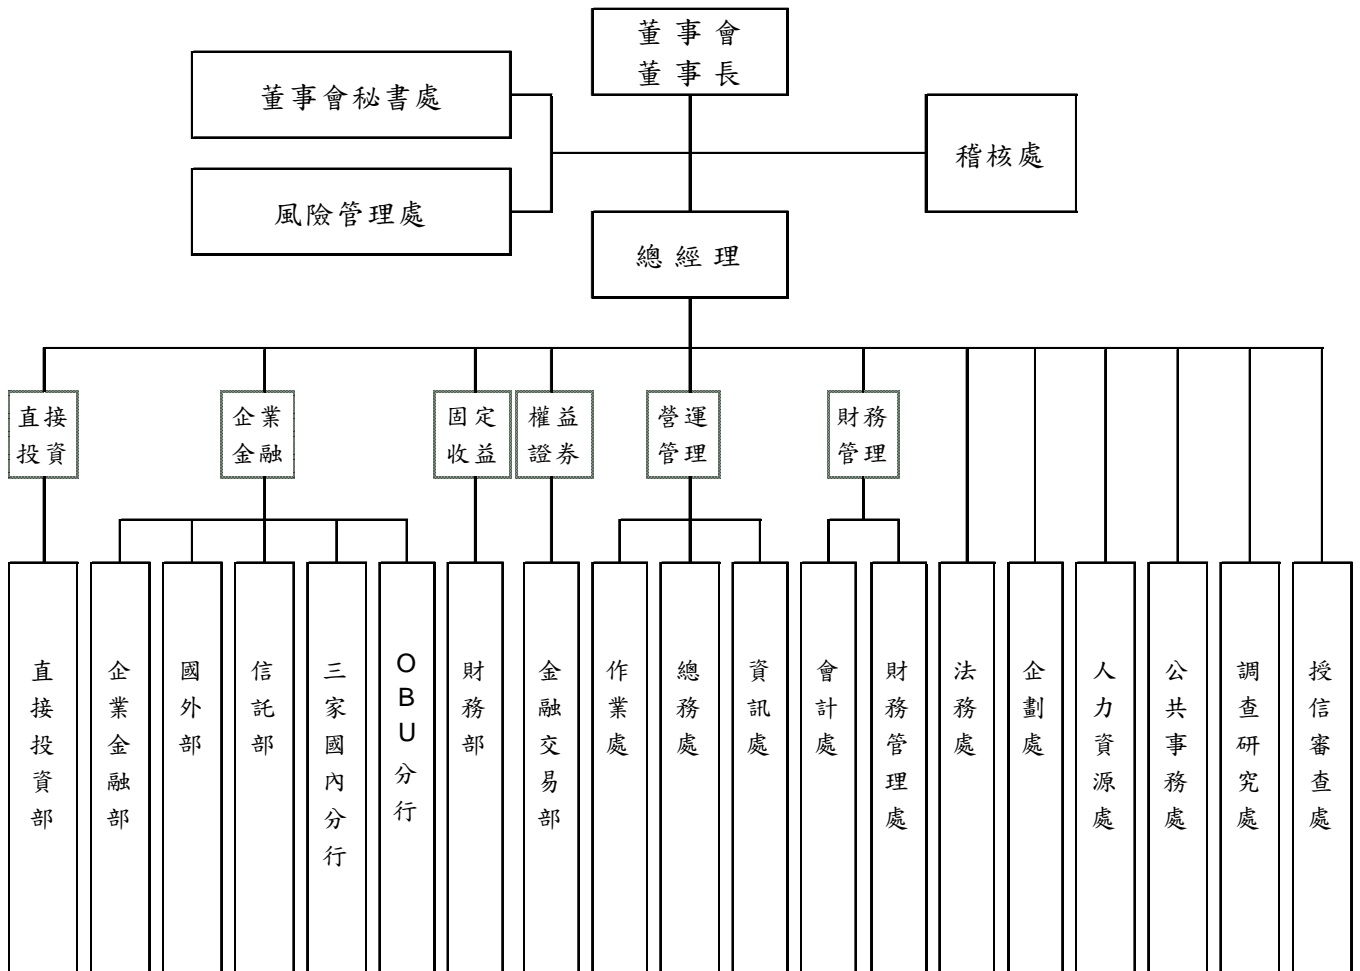 董事會
董事長
董事會秘書處
稽核處
風險管理處
總經理
直接
投資
企業
金融
固定
收益
權益
證券
營運
管理
財務
管理
直接投資部
企業金融部
國外部
信託部
三家國內分行
OBU分行
財務部
金融交易部
作業處
總務處
資訊處
會計處
財務管理處
法務處
企劃處
人力資源處
公共事務處
調查研究處
授信審查處